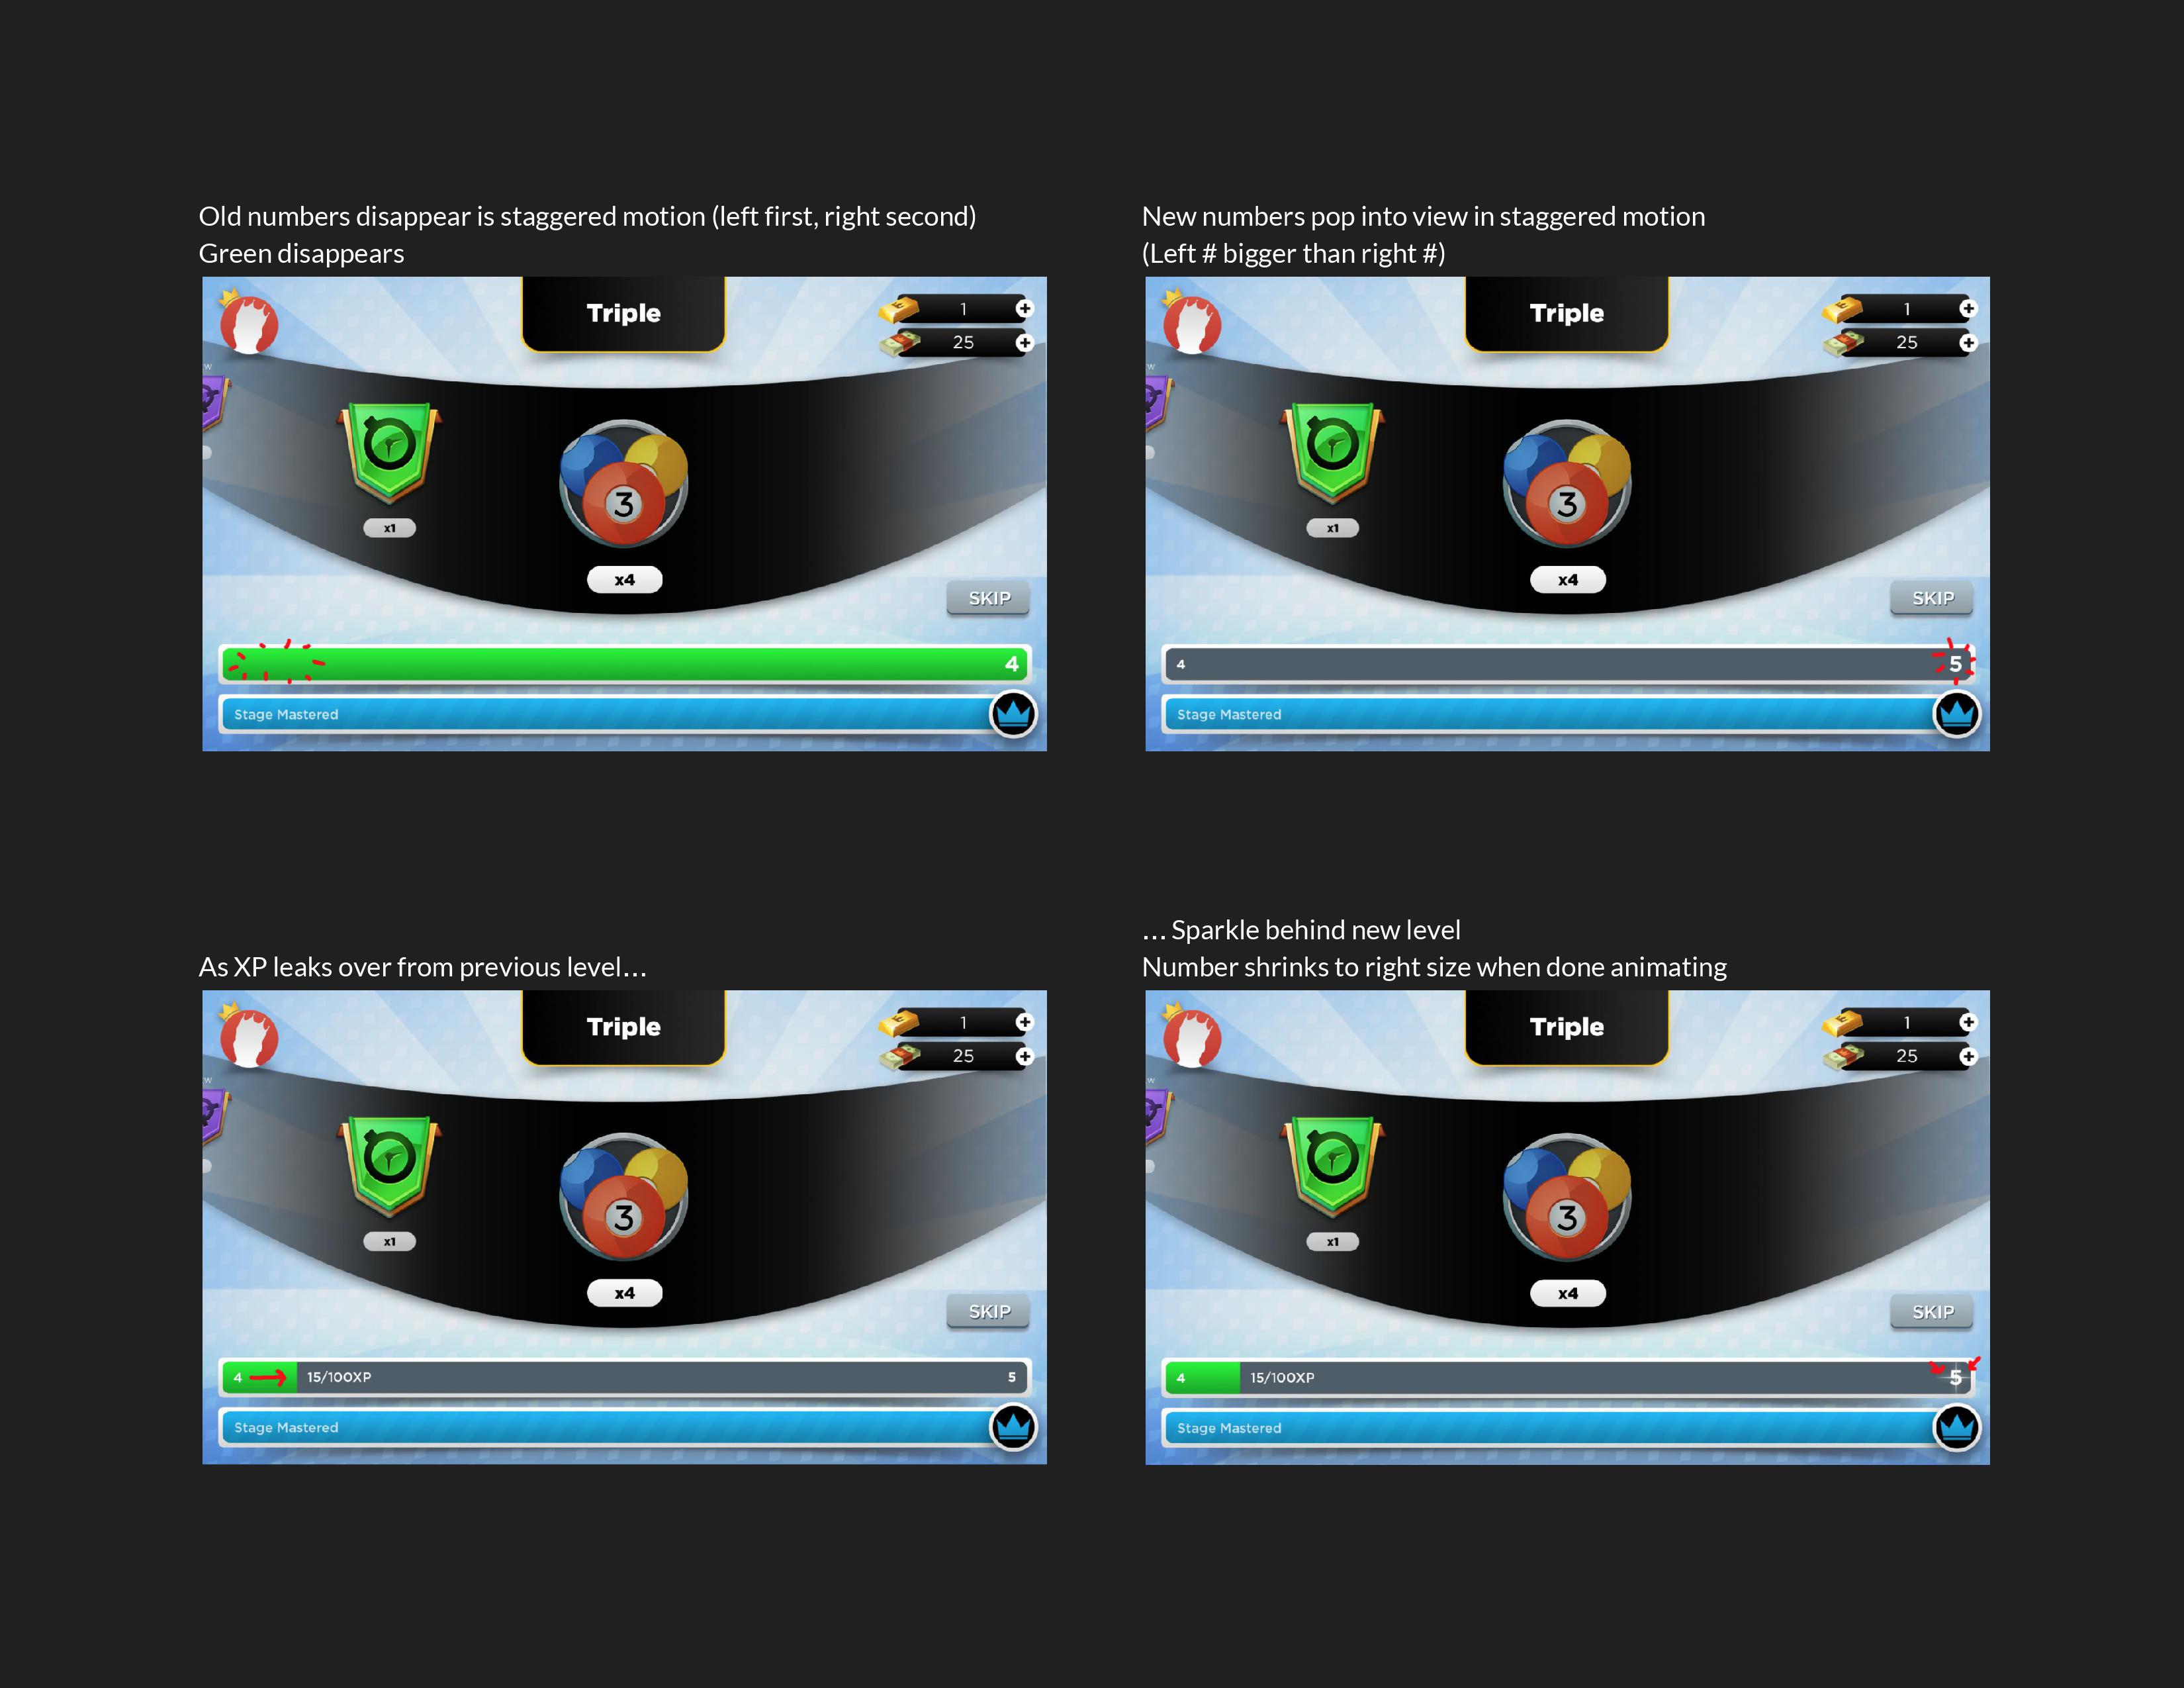 Old numbers disappear is staggered motion (left first, right second)
Green disappears
Triple
1
25
w
3
x1
x4
SKIP
4
Stage Mastered
New numbers pop into view in staggered motion
(Left # bigger than right #)
Triple
1
25
w
3
x1
x4
SKIP
4 5
Stage Mastered
As XP leaks over from previous level...
Triple
1
25
w
3
x1
x4
SKIP
4 15/100XP 5
Stage Mastered
... Sparkle behind new level
Number shrinks to right size when done animating
Triple
1
25
w
3
x1
x4
SKIP
4 15/100XP 5
Stage Mastered